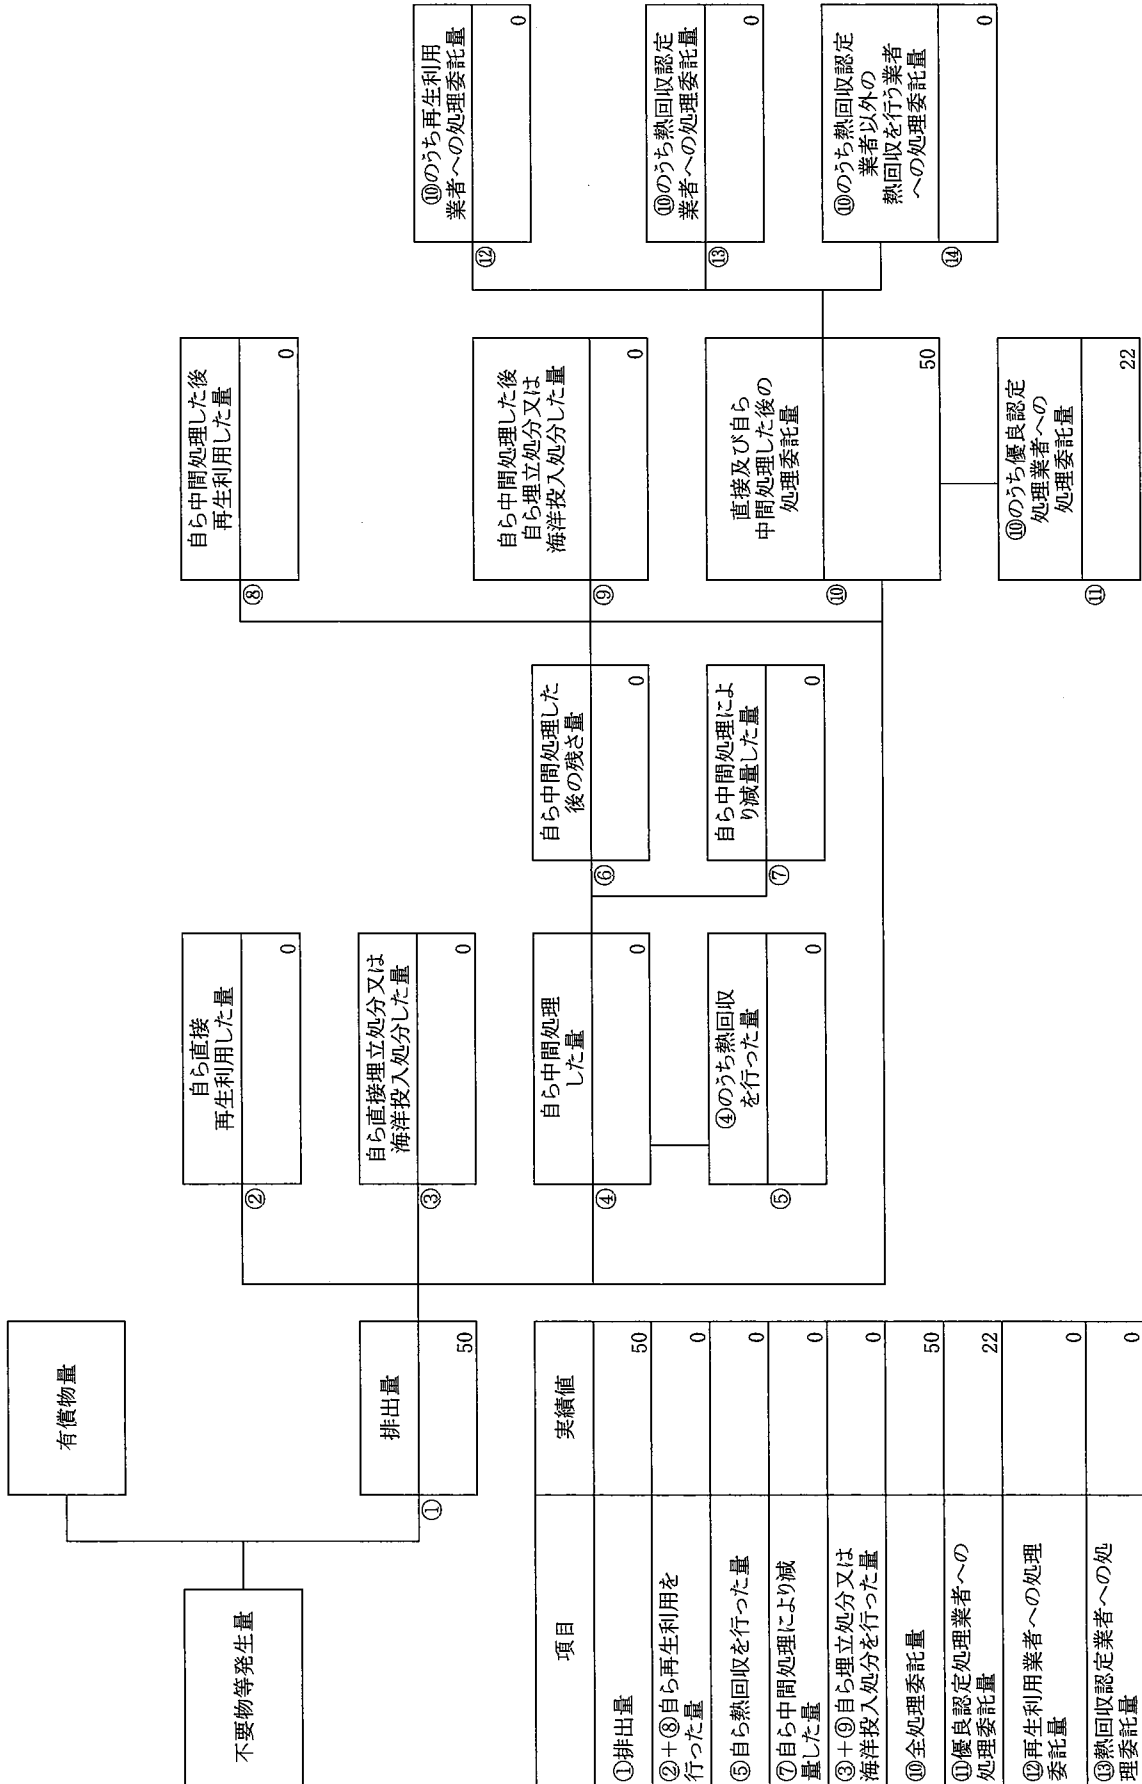 不要物等発生量
有償物量
排出量
①
50
自ら直接
再生利用した量
②
0
自ら直接埋立処分又は
海洋投入処分した量
③
0
自ら中間処理
した量
④
0
④のうち熱回収
を行った量
⑤
0
自ら中間処理した
後の残さ量
⑥
0
自ら中間処理によ
り減量した量
⑦
0
自ら中間処理した後
再生利用した量
⑧
0
自ら中間処理した後
自ら埋立処分又は
海洋投入処分した量
⑨
0
直接及び自ら
中間処理した後の
処理委託量
⑩
50
⑩のうち優良認定
処理業者への
処理委託量
⑪
22
⑩のうち再生利用
業者への処理委託量
⑫
0
⑩のうち熱回収認定
業者への処理委託量
⑬
0
⑩のうち熱回収認定
業者以外の
熱回収を行う業者
への処理委託量
⑭
0
項目
実績値
①排出量
50
②+⑧自ら再生利用を
行った量
0
⑤自ら熱回収を行った量
0
⑦自ら中間処理により減
量した量
0
③+⑨自ら埋立処分又は
海洋投入処分を行った量
0
⑩全処理委託量
50
⑪優良認定処理業者への
処理委託量
22
⑫再生利用業者への処理
委託量
0
⑬熱回収認定業者への処
理委託量
0